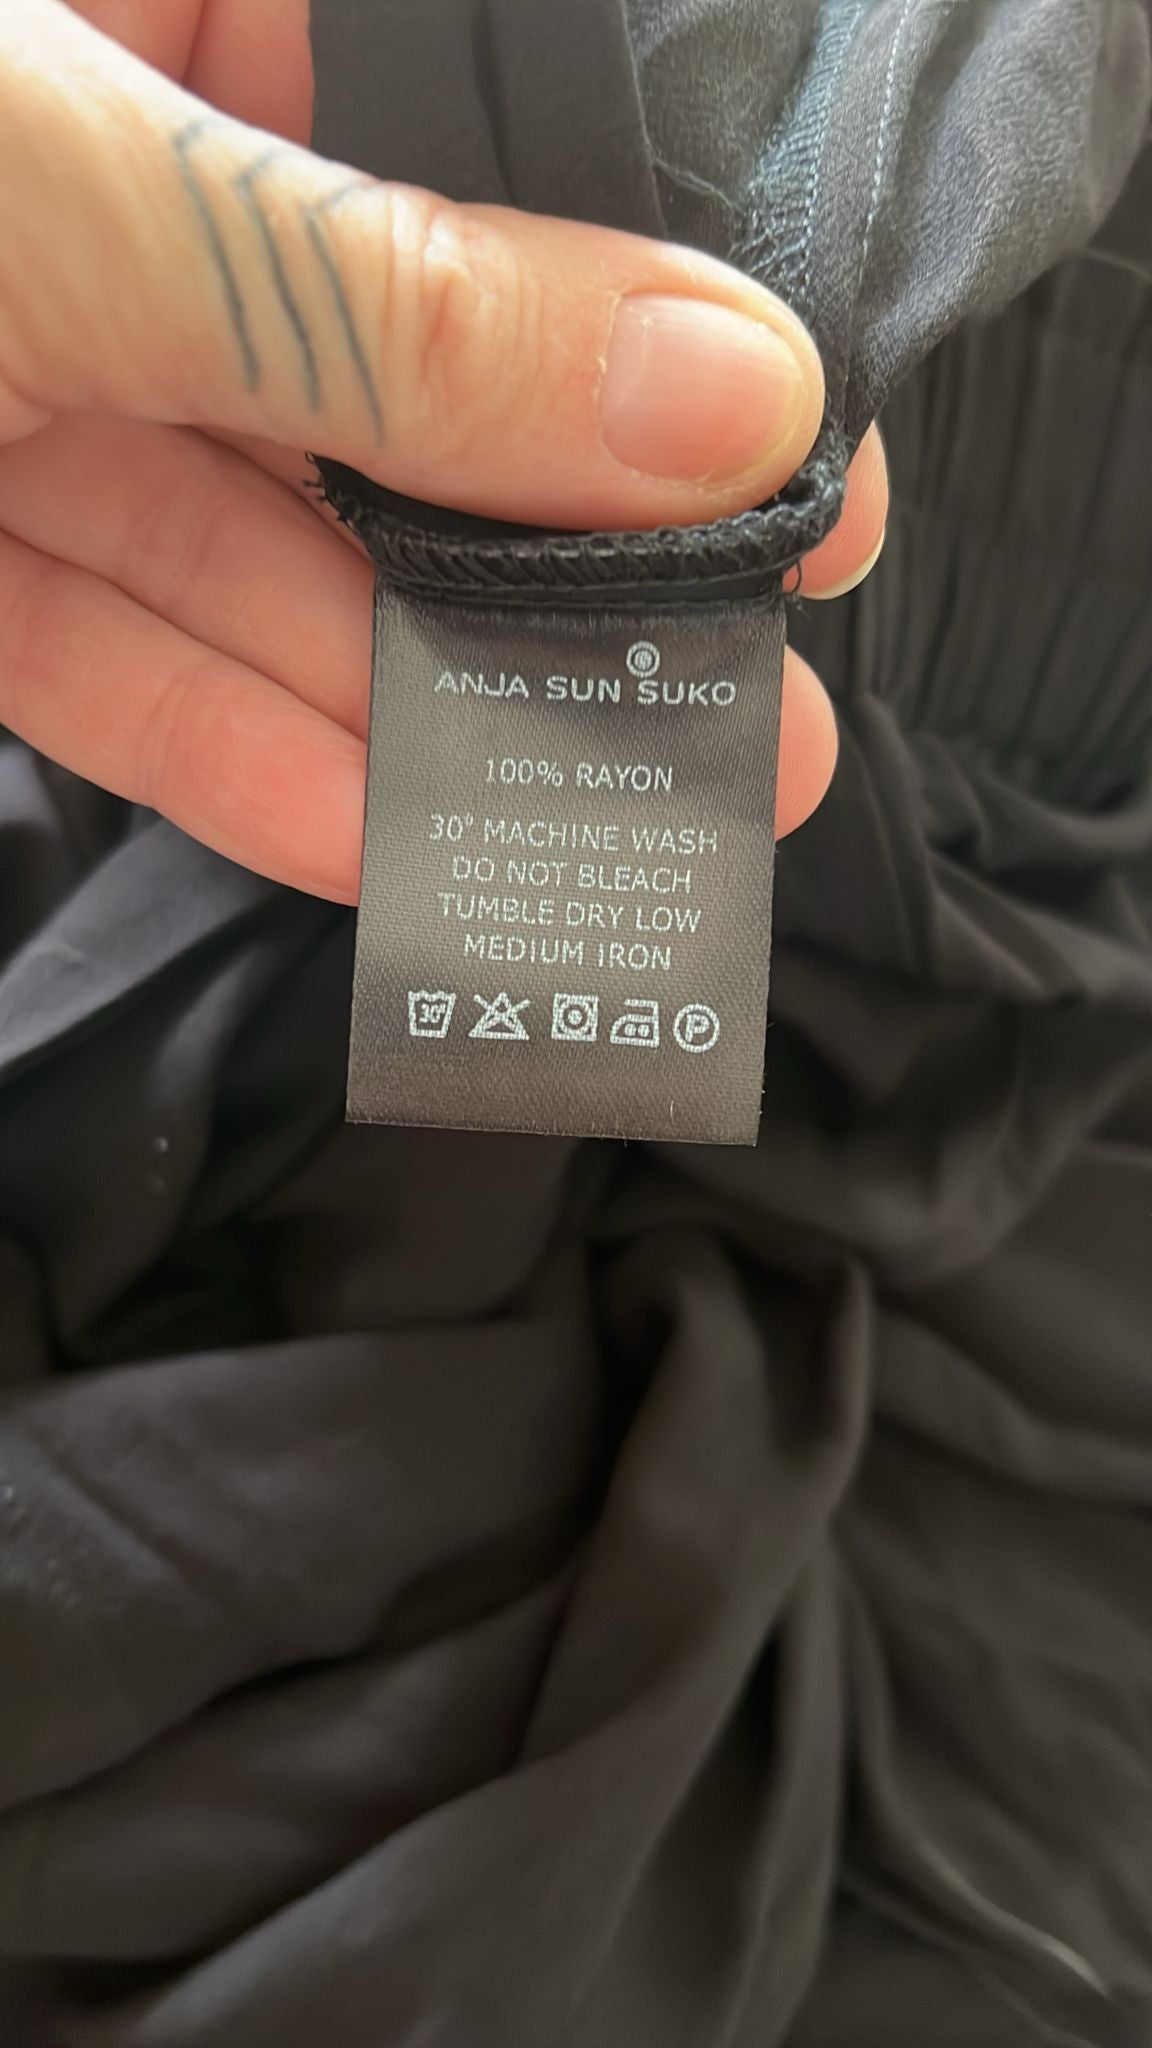 ANJA SUN SUKO
100% RAYON
30° MACHINE WASH
DO NOT BLEACH
TUMBLE DRY LOW
MEDIUM IRON
30° P